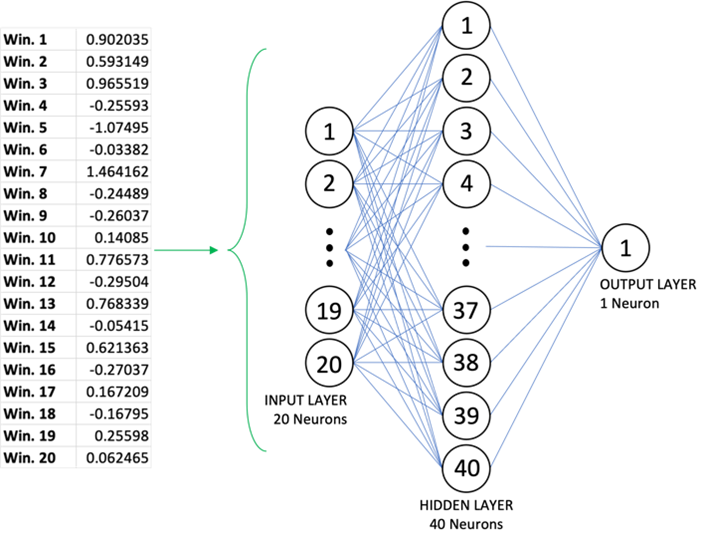 Win. 1 0.902035
Win. 2 0.593149
Win. 3 0.965519
Win. 4 -0.25593
Win. 5 -1.07495
Win. 6 -0.03382
Win. 7 1.464162
Win. 8 -0.24489
Win. 9 -0.26037
Win. 10 0.14085
Win. 11 0.776573
Win. 12 -0.29504
Win. 13 0.768339
Win. 14 -0.05415
Win. 15 0.621363
Win. 16 -0.27037
Win. 17 0.167209
Win. 18 -0.16795
Win. 19 0.25598
Win. 20 0.062465
1
2
19
20
INPUT LAYER
20 Neurons
1
2
3
4
37
38
39
40
HIDDEN LAYER
40 Neurons
1
OUTPUT LAYER
1 Neuron